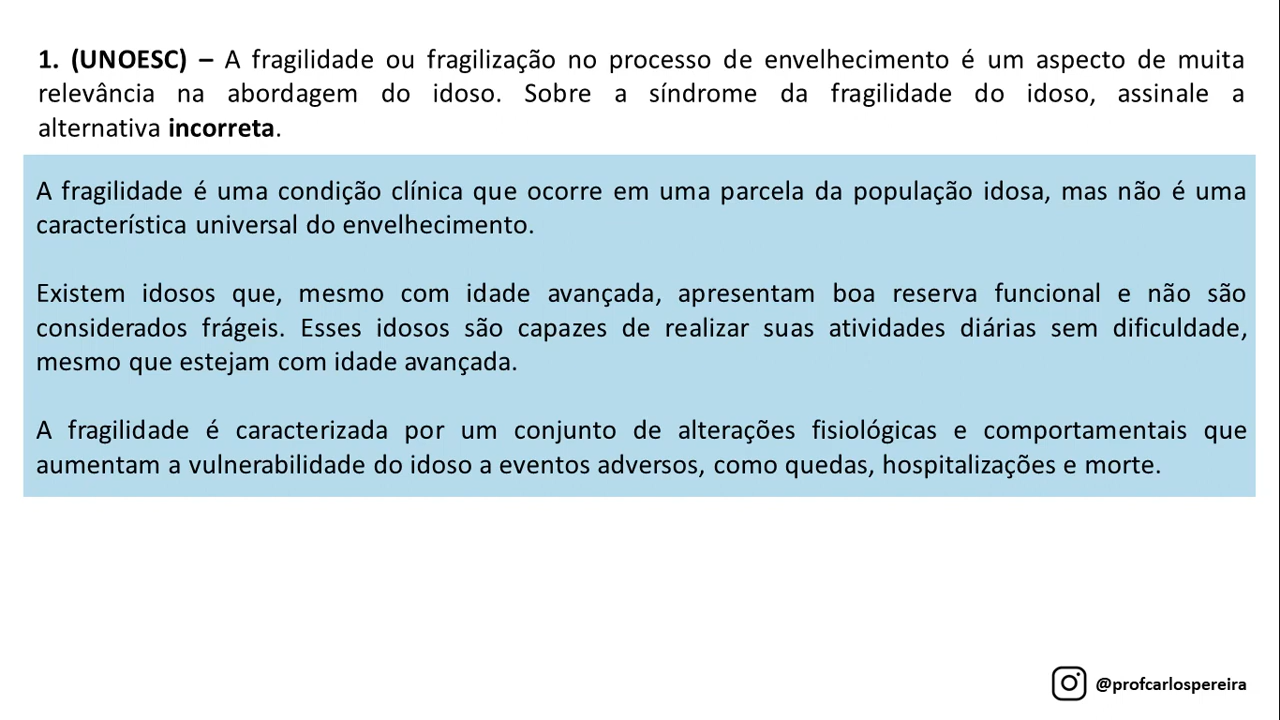 1. (UNOESC) – A fragilidade ou fragilização no processo de envelhecimento é um aspecto de muita
relevância na abordagem do idoso. Sobre a síndrome da fragilidade do idoso, assinale a
alternativa incorreta.
A fragilidade é uma condição clínica que ocorre em uma parcela da população idosa, mas não é uma
característica universal do envelhecimento.
Existem idosos que, mesmo com idade avançada, apresentam boa reserva funcional e não são
considerados frágeis. Esses idosos são capazes de realizar suas atividades diárias sem dificuldade,
mesmo que estejam com idade avançada.
A fragilidade é caracterizada por um conjunto de alterações fisiológicas e comportamentais que
aumentam a vulnerabilidade do idoso a eventos adversos, como quedas, hospitalizações e morte.
@profcarlospereira